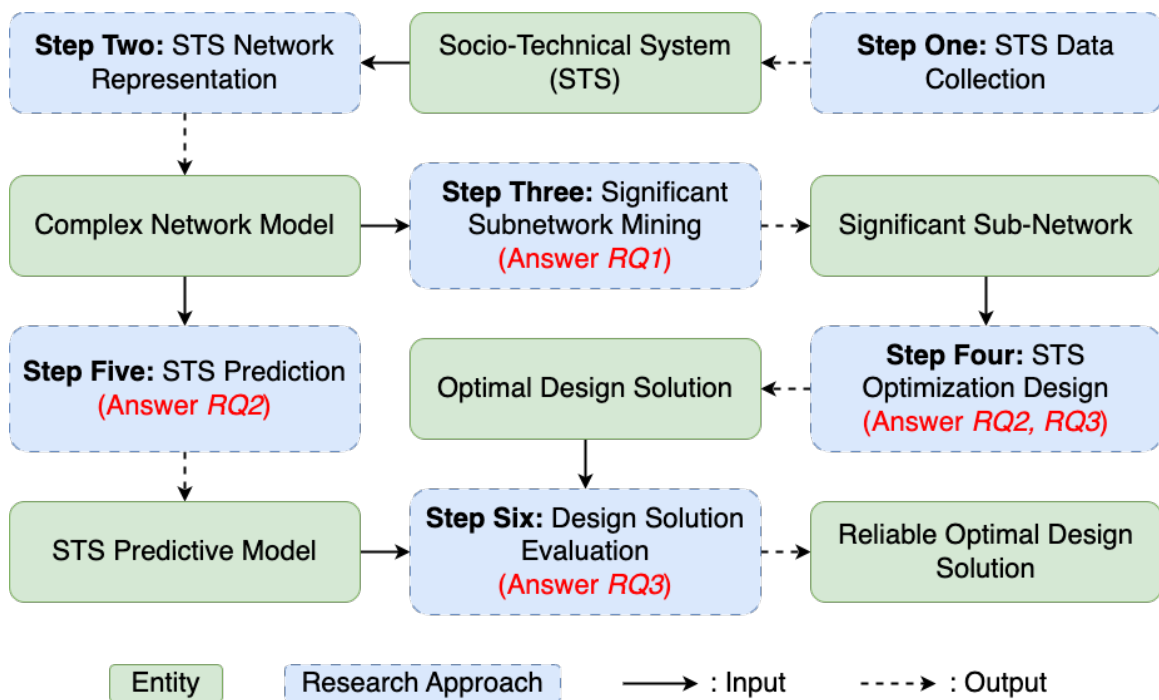 Step Two: STS Network
Representation
Socio-Technical System
(STS)
Step One: STS Data
Collection
Complex Network Model
Step Three: Significant
Subnetwork Mining
(Answer RQ1)
Significant Sub-Network
Step Five: STS Prediction
(Answer RQ2)
Optimal Design Solution
Step Four: STS
Optimization Design
(Answer RQ2, RQ3)
STS Predictive Model
Step Six: Design Solution
Evaluation
(Answer RQ3)
Reliable Optimal Design
Solution
Entity
Research Approach
: Input
: Output